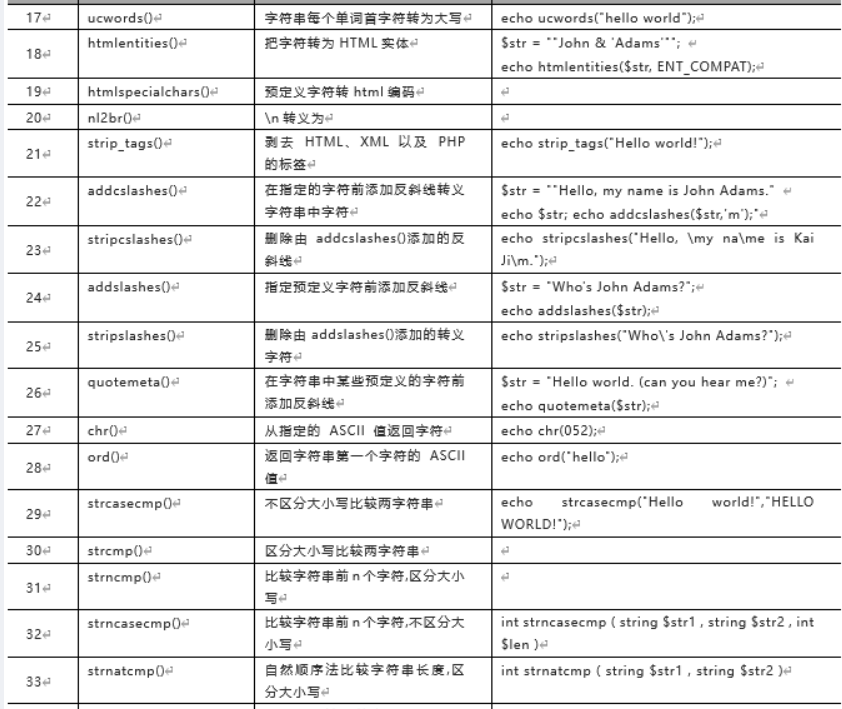 17 ucwords() 字符串每个单词首字符转为大写 echo ucwords("hello world");
18 htmlentities() 把字符转为 HTML 实体 $str = ""John & 'Adams'"";
echo htmlentities($str, ENT_COMPAT);
19 htmlspecialchars() 预定义字符转 html 编码
20 nl2br() \n 转义为
21 strip_tags() 剥去 HTML、XML 以及 PHP echo strip_tags("Hello world!");
的标签
22 addcslashes() 在指定的字符前添加反斜线转义 $str = ""Hello, my name is John Adams."
字符串中字符 echo $str; echo addcslashes($str,'m');"
23 stripcslashes() 删除由 addcslashes()添加的反 echo stripcslashes("Hello, \my na\me is Kai
斜线 Ji\m.");
24 addslashes() 指定预定义字符前添加反斜线 $str = "Who's John Adams?";
echo addslashes($str);
25 stripslashes() 删除由 addslashes()添加的转义 echo stripslashes("Who\'s John Adams?");
字符
26 quotemeta() 在字符串中某些预定义的字符前 $str = "Hello world. (can you hear me?)";
添加反斜线 echo quotemeta($str);
27 chr() 从指定的 ASCII 值返回字符 echo chr(052);
28 ord() 返回字符串第一个字符的 ASCII echo ord("hello");
值
29 strcasecmp() 不区分大小写比较两字符串 echo strcasecmp("Hello world!","HELLO
WORLD!");
30 strcmp() 区分大小写比较两字符串
31 strncmp() 比较字符串前 n 个字符,区分大小
写
32 strncasecmp() 比较字符串前 n 个字符,不区分大 int strncasecmp ( string $str1 , string $str2 , int
小写 $len )
33 strnatcmp() 自然顺序法比较字符串长度,区 int strnatcmp ( string $str1 , string $str2 )
分大小写